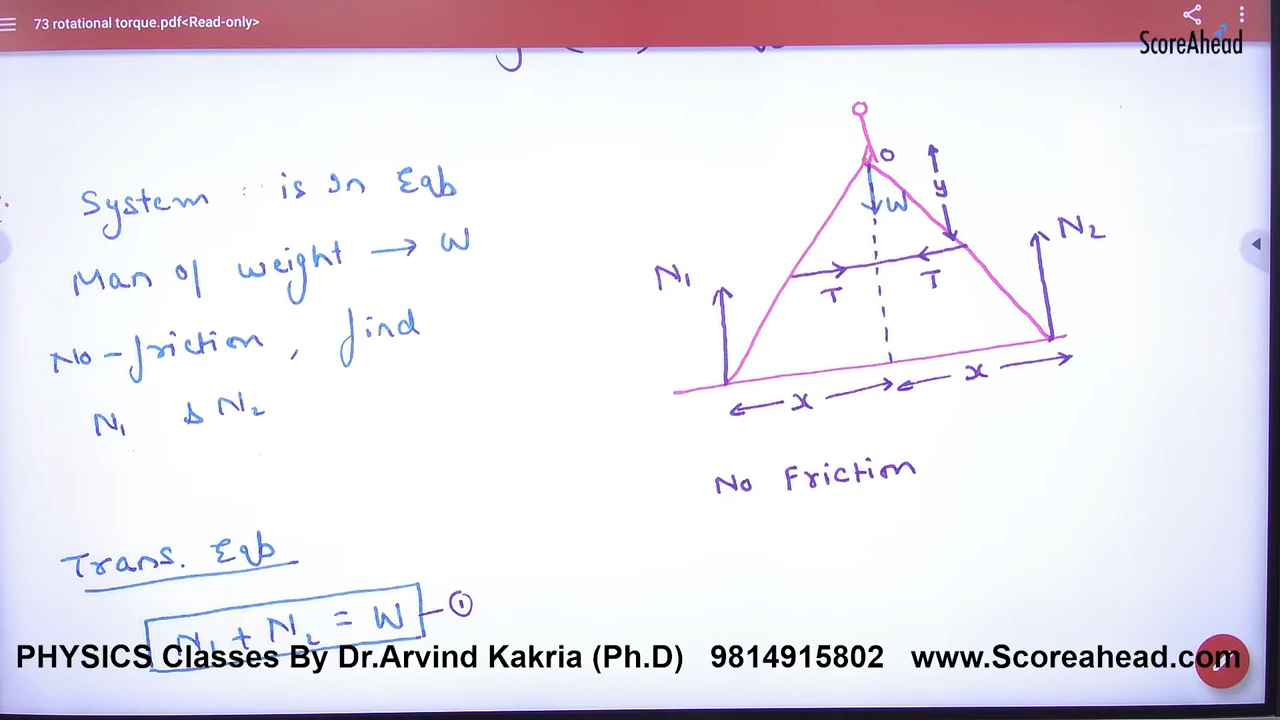 73 rotational torque.pdf<Read-only>
ScoreAhead
System is In Eqb
Man of weight → W
No-friction, find
N₁ & N₂
O
W
y
N₁
N₂
T
T
x
x
No Friction
Trans. Eqb
N₁ + N₂ = W — ①
PHYSICS Classes By Dr.Arvind Kakria (Ph.D) 9814915802 www.Scoreahead.com